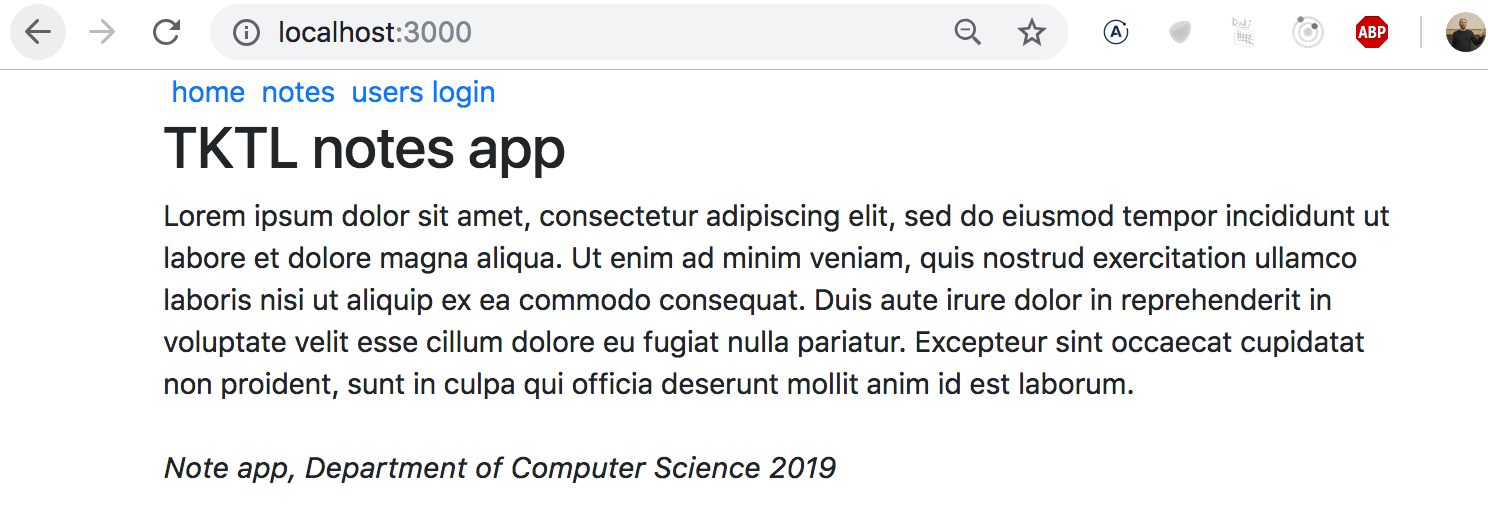 localhost:3000
A
ABP
home notes users login
TKTL notes app
Lorem ipsum dolor sit amet, consectetur adipiscing elit, sed do eiusmod tempor incididunt ut
labore et dolore magna aliqua. Ut enim ad minim veniam, quis nostrud exercitation ullamco
laboris nisi ut aliquip ex ea commodo consequat. Duis aute irure dolor in reprehenderit in
voluptate velit esse cillum dolore eu fugiat nulla pariatur. Excepteur sint occaecat cupidatat
non proident, sunt in culpa qui officia deserunt mollit anim id est laborum.
Note app, Department of Computer Science 2019